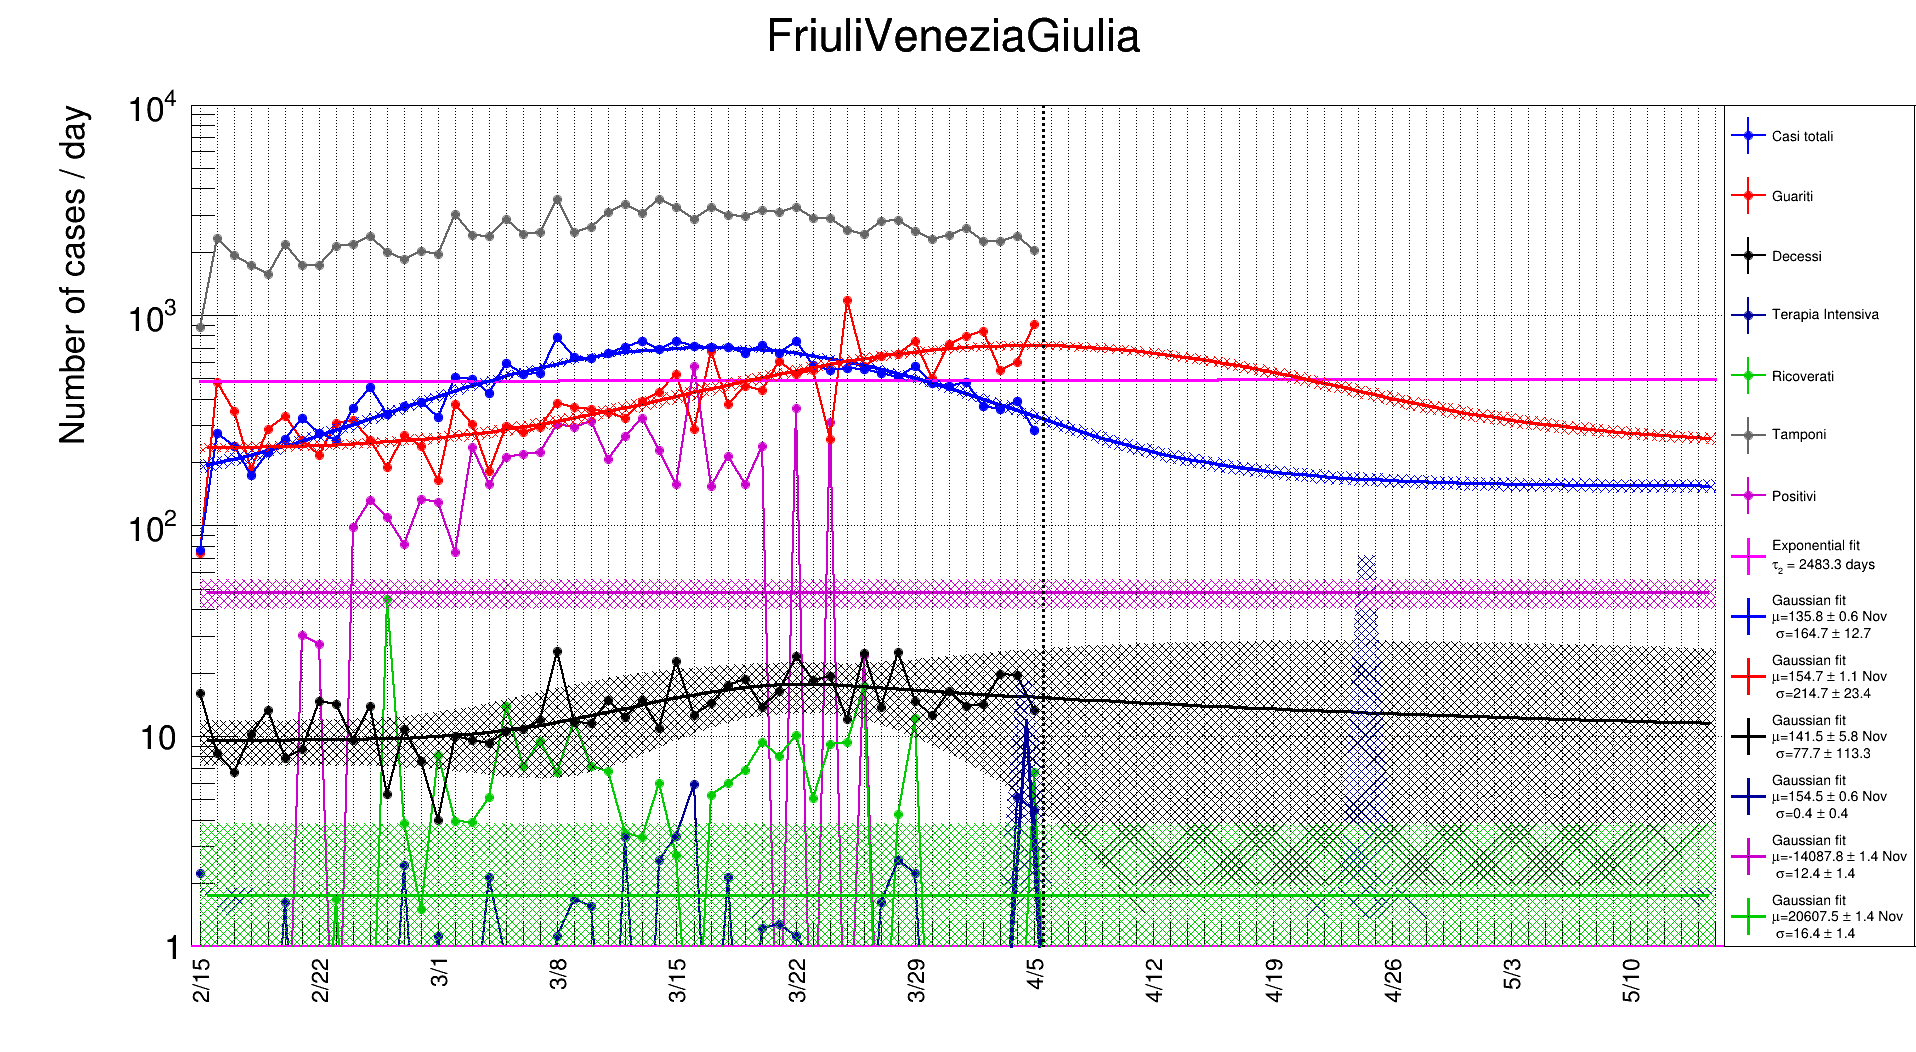 FriuliVeneziaGiulia
Number of cases / day
10⁴
10³
10²
10
1
2/15
2/22
3/1
3/8
3/15
3/22
3/29
4/5
4/12
4/19
4/26
5/3
5/10
Casi totali
Guariti
Decessi
Terapia Intensiva
Ricoverati
Tamponi
Positivi
Exponential fit
τ₂ = 2483.3 days
Gaussian fit
μ=135.8 ± 0.6 Nov
σ=164.7 ± 12.7
Gaussian fit
μ=154.7 ± 1.1 Nov
σ=214.7 ± 23.4
Gaussian fit
μ=141.5 ± 5.8 Nov
σ=77.7 ± 113.3
Gaussian fit
μ=154.5 ± 0.6 Nov
σ=0.4 ± 0.4
Gaussian fit
μ=-14087.8 ± 1.4 Nov
σ=12.4 ± 1.4
Gaussian fit
μ=20607.5 ± 1.4 Nov
σ=16.4 ± 1.4